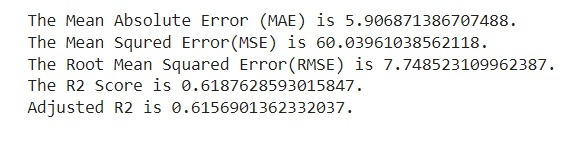 The Mean Absolute Error (MAE) is 5.906871386707488.
The Mean Squred Error(MSE) is 60.03961038562118.
The Root Mean Squared Error(RMSE) is 7.748523109962387.
The R2 Score is 0.6187628593015847.
Adjusted R2 is 0.6156901362332037.